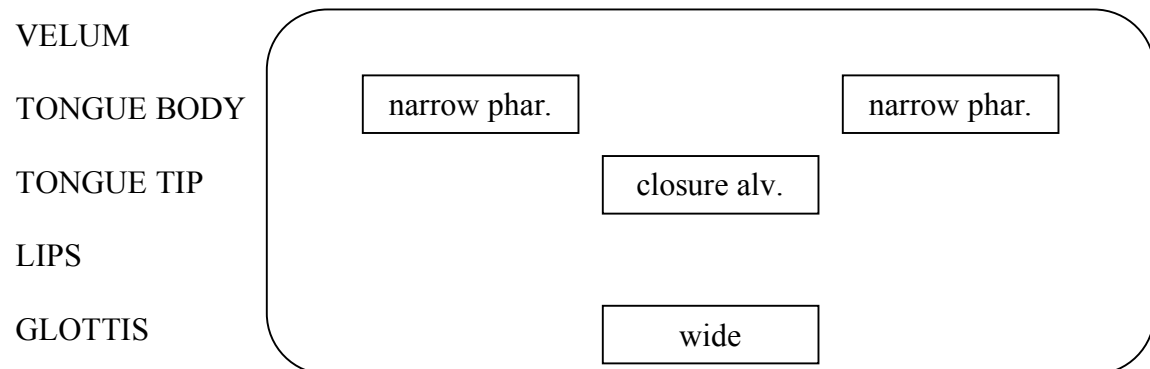 VELUM
TONGUE BODY narrow phar. narrow phar.
TONGUE TIP closure alv.
LIPS
GLOTTIS wide